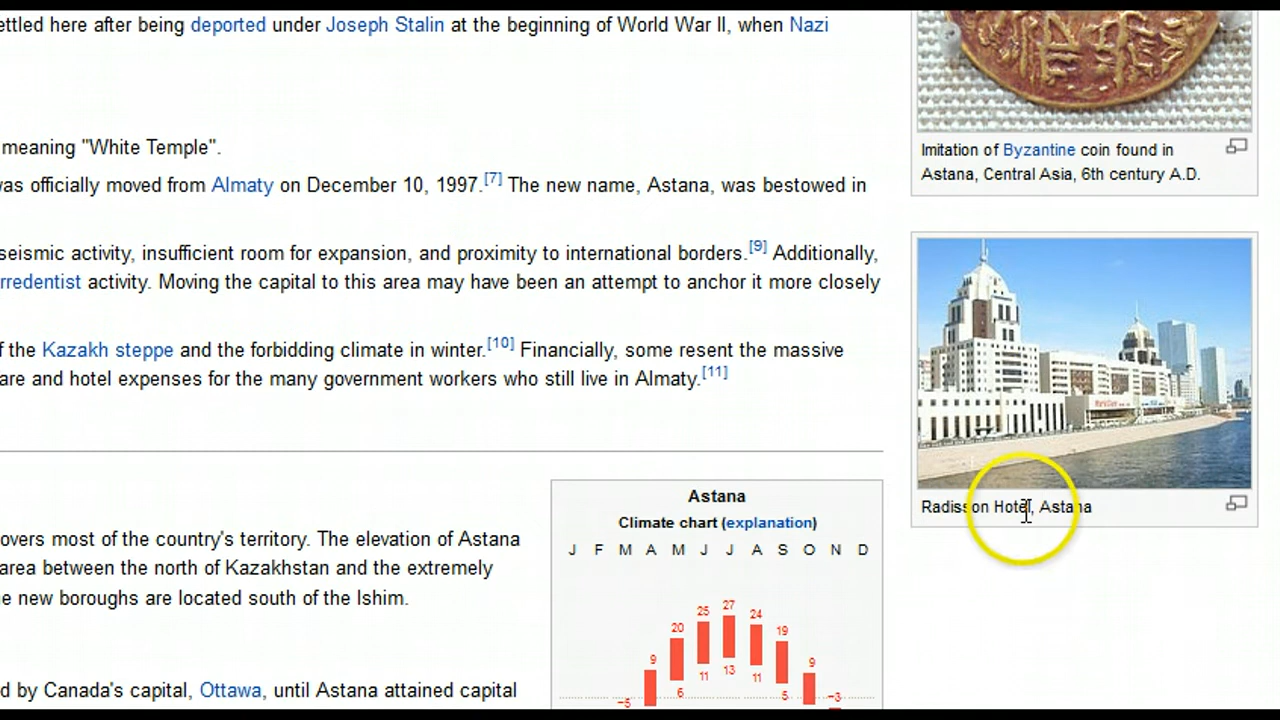 ettled here after being deported under Joseph Stalin at the beginning of World War II, when Nazi
meaning "White Temple".
was officially moved from Almaty on December 10, 1997.[7] The new name, Astana, was bestowed in
seismic activity, insufficient room for expansion, and proximity to international borders.[9] Additionally,
rredentist activity. Moving the capital to this area may have been an attempt to anchor it more closely
f the Kazakh steppe and the forbidding climate in winter.[10] Financially, some resent the massive
are and hotel expenses for the many government workers who still live in Almaty.[11]
Imitation of Byzantine coin found in
Astana, Central Asia, 6th century A.D.
Radisson Hotel, Astana
overs most of the country's territory. The elevation of Astana
area between the north of Kazakhstan and the extremely
e new boroughs are located south of the Ishim.
d by Canada's capital, Ottawa, until Astana attained capital
Astana
Climate chart (explanation)
J F M A M J J A S O N D
-5 9 20 25 27 24 19 9 -3
6 11 13 11 5